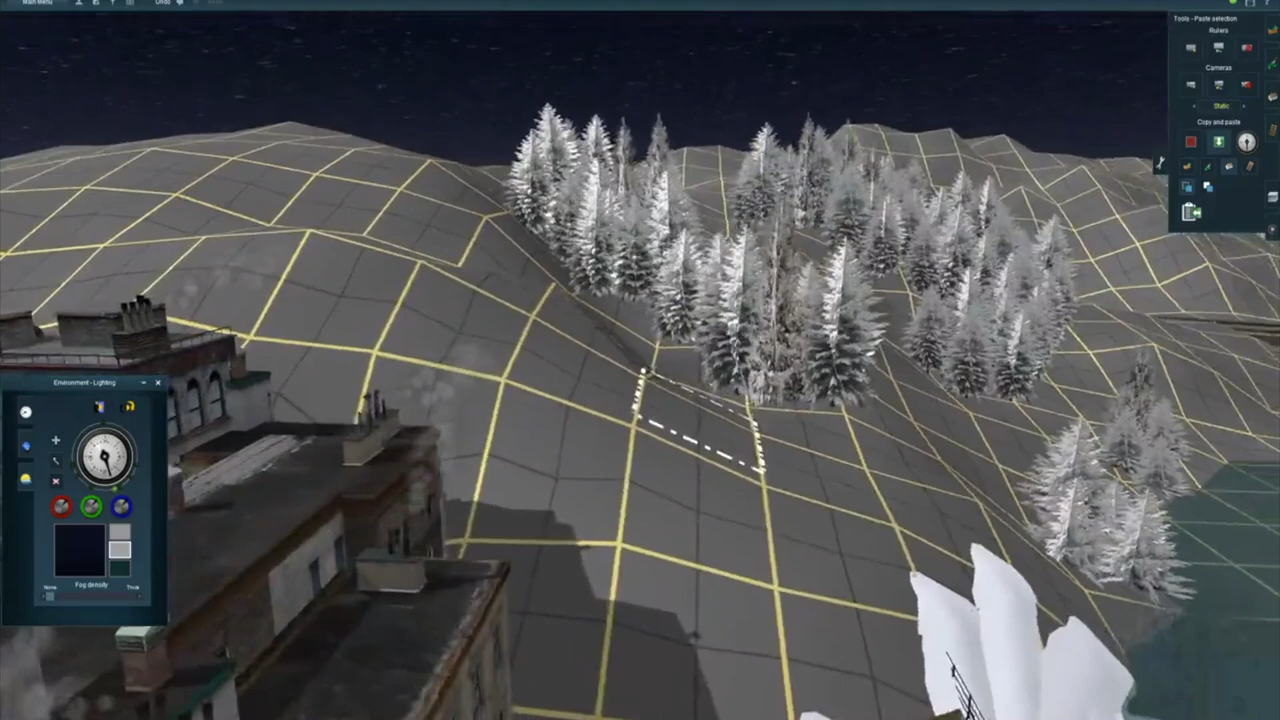 Main Menu
Undo
Tools - Paste selection
Rulers
Cameras
Static
Copy and paste
Environment - Lighting
Fog density
None
Thick